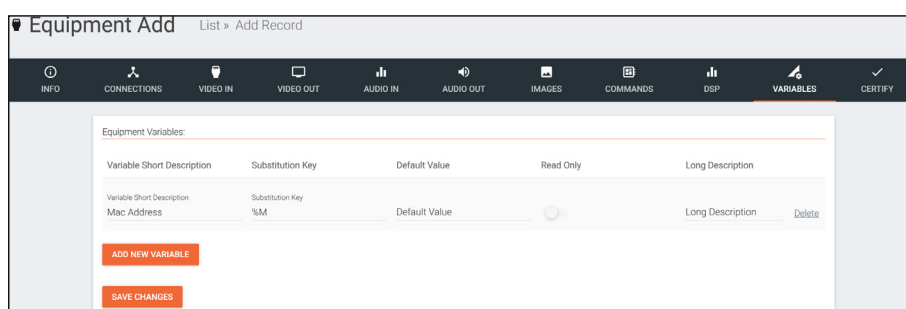 Equipment Add List » Add Record
INFO CONNECTIONS VIDEO IN VIDEO OUT AUDIO IN AUDIO OUT IMAGES COMMANDS DSP VARIABLES CERTIFY
Equipment Variables:
Variable Short Description Substitution Key Default Value Read Only Long Description
Variable Short Description Substitution Key
Mac Address %M Default Value Long Description Delete
ADD NEW VARIABLE
SAVE CHANGES